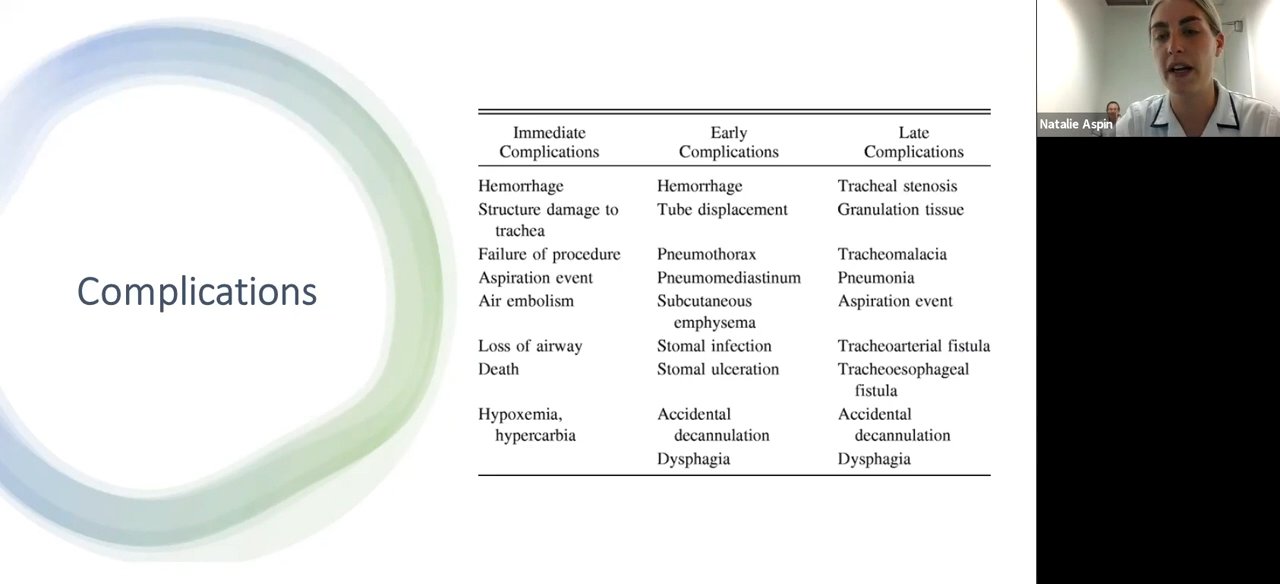 Complications
Immediate Complications
Early Complications
Late Complications
Hemorrhage
Hemorrhage
Tracheal stenosis
Structure damage to trachea
Tube displacement
Granulation tissue
Failure of procedure
Pneumothorax
Tracheomalacia
Aspiration event
Pneumomediastinum
Pneumonia
Air embolism
Subcutaneous emphysema
Aspiration event
Loss of airway
Stomal infection
Tracheoarterial fistula
Death
Stomal ulceration
Tracheoesophageal fistula
Hypoxemia, hypercarbia
Accidental decannulation
Accidental decannulation
Dysphagia
Dysphagia
Natalie Aspin